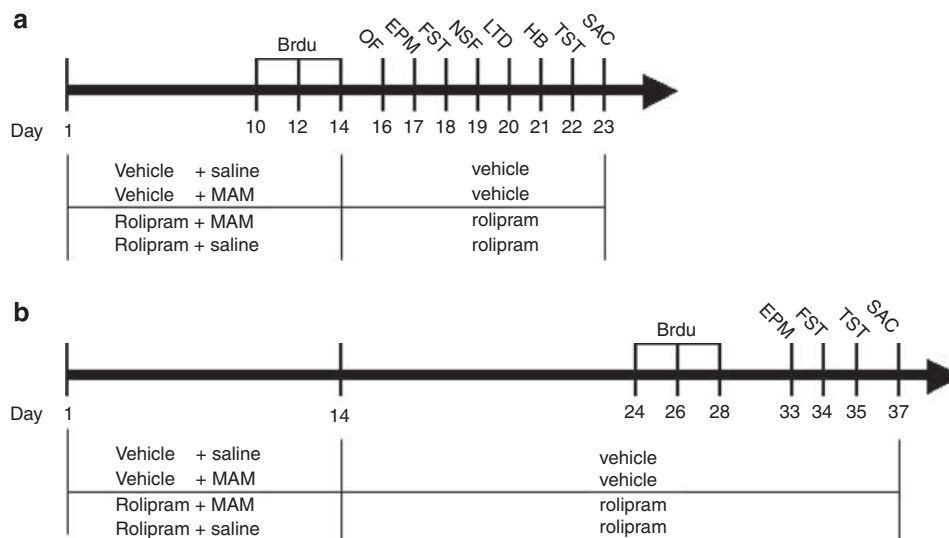 a
Brdu
OF EPM FST NSF LTD HB TST SAC
Day 1 10 12 14 16 17 18 19 20 21 22 23
Vehicle + saline vehicle
Vehicle + MAM vehicle
Rolipram + MAM rolipram
Rolipram + saline rolipram
b
Brdu
EPM FST TST SAC
Day 1 14 24 26 28 33 34 35 37
Vehicle + saline vehicle
Vehicle + MAM vehicle
Rolipram + MAM rolipram
Rolipram + saline rolipram